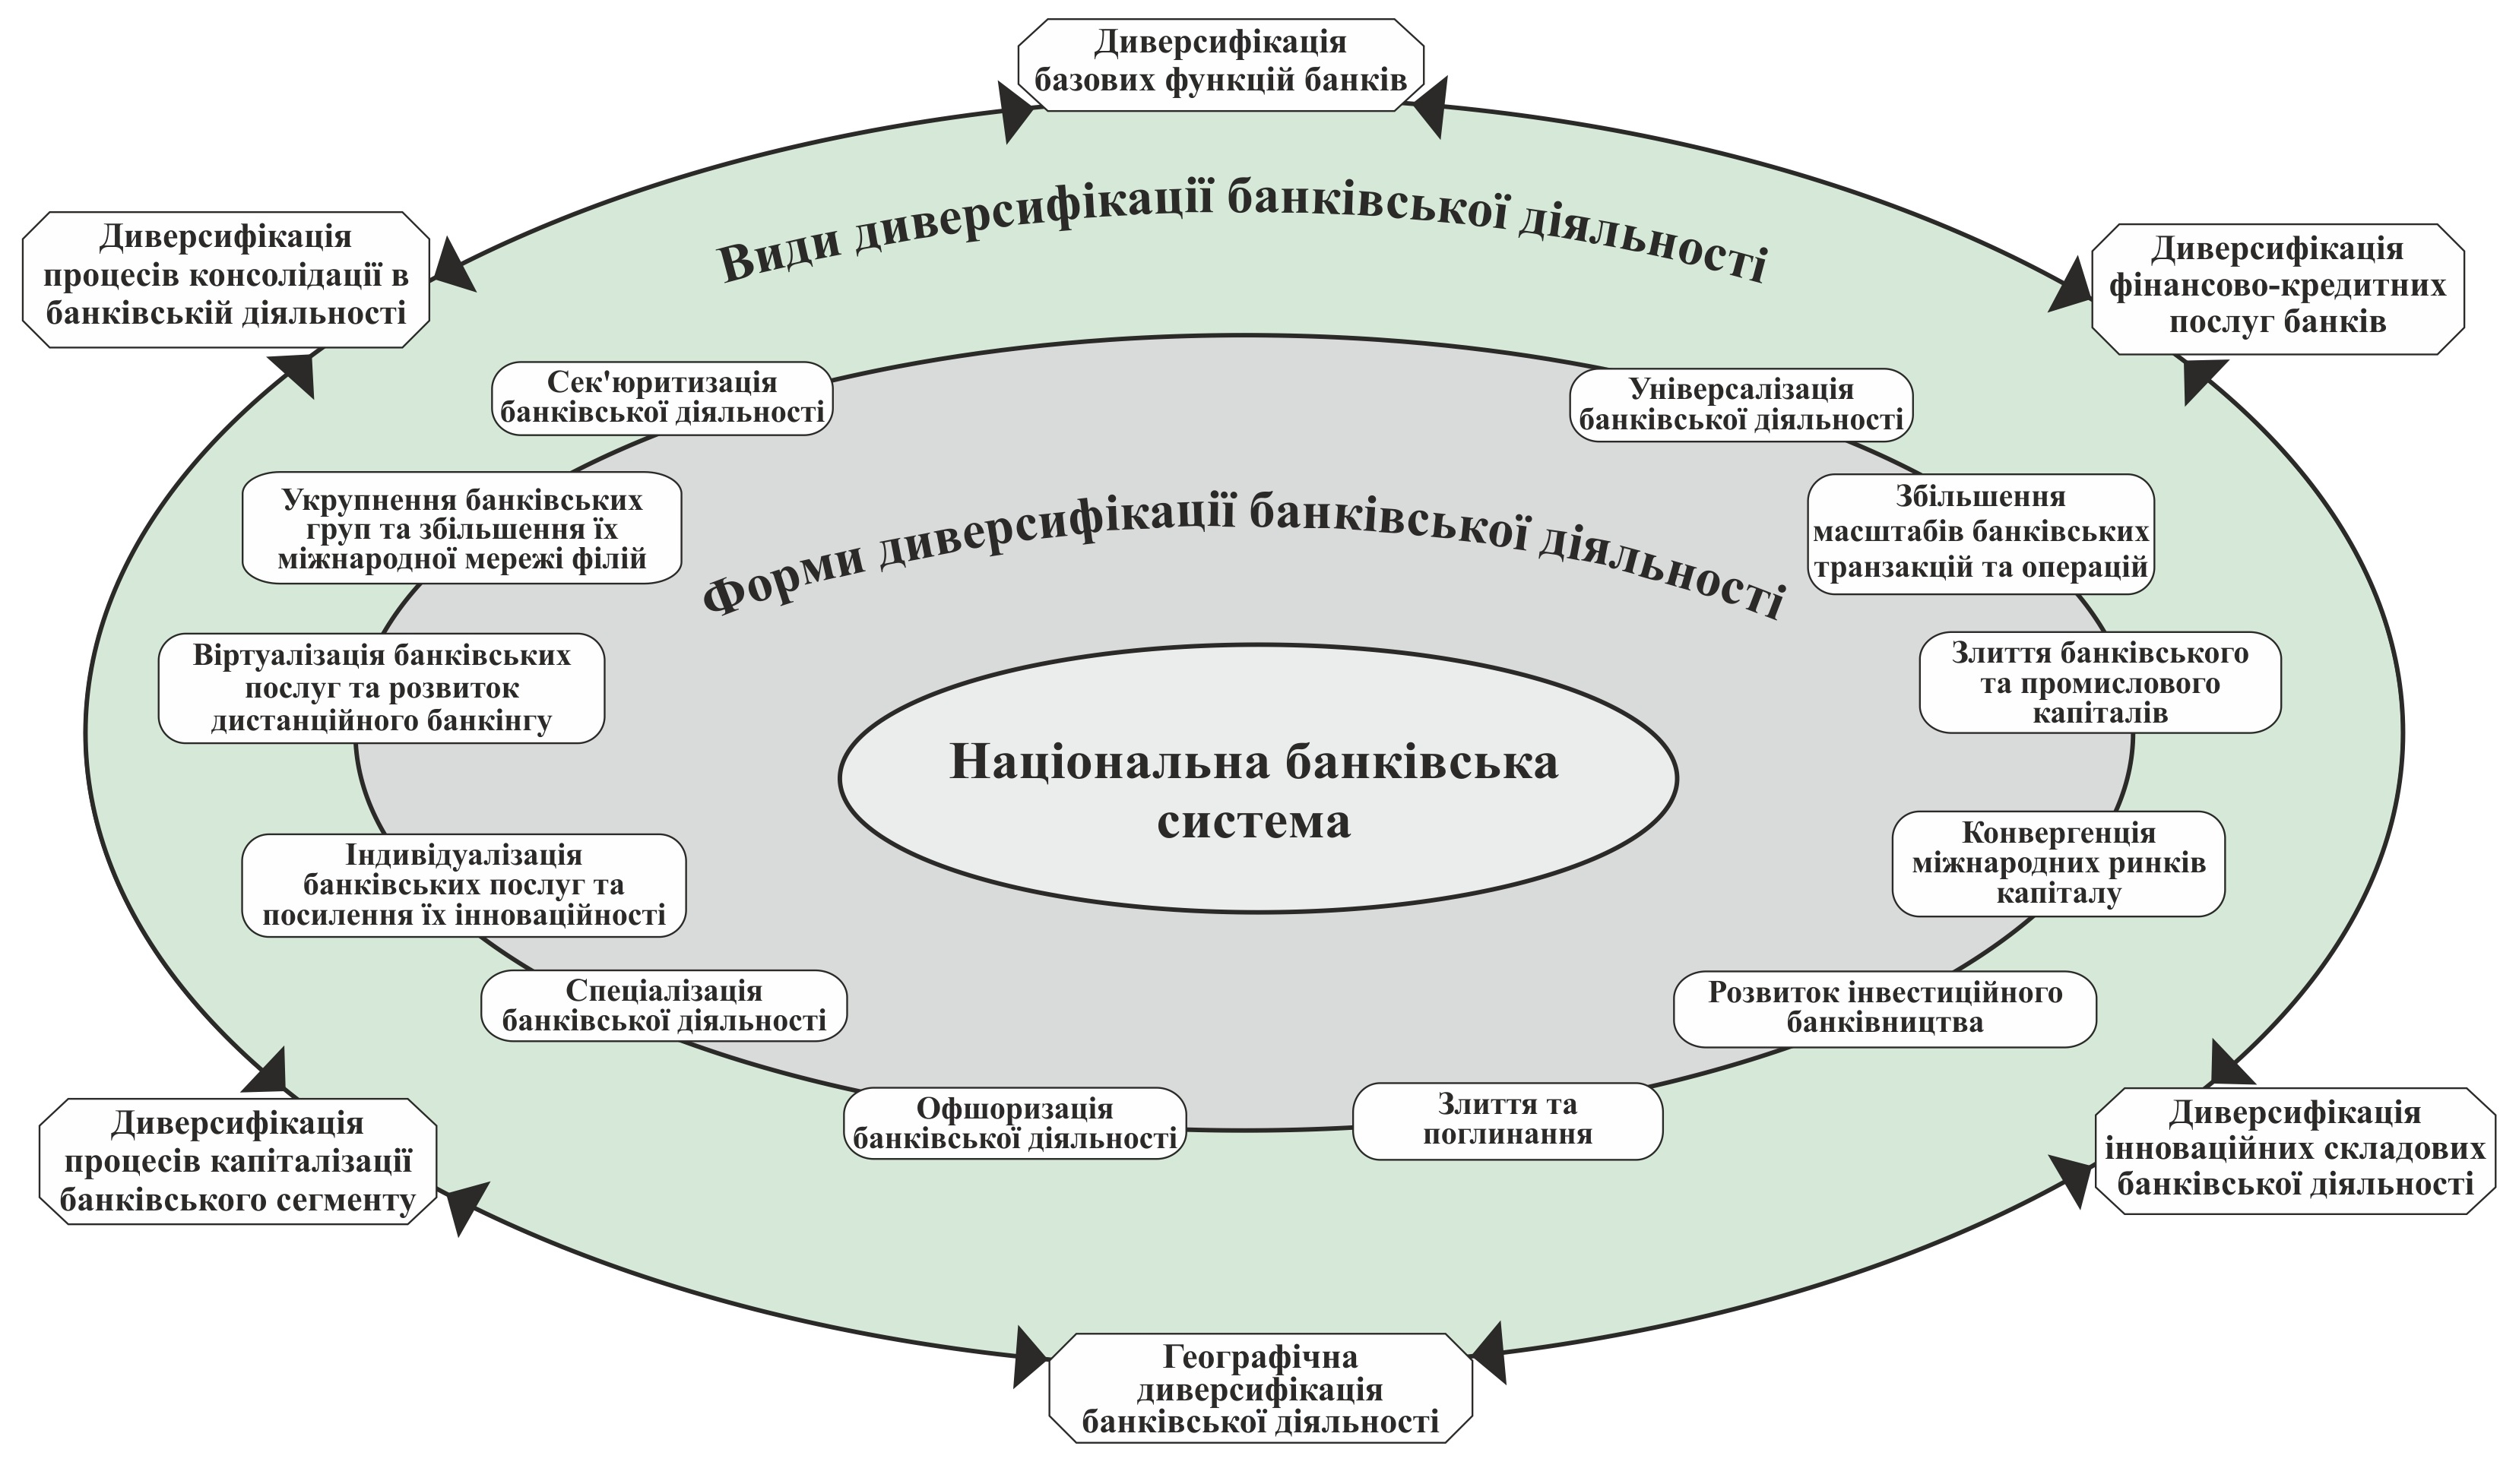 Диверсифікація
базових функцій банків
Види диверсифікації банківської діяльності
Диверсифікація
процесів консолідації в
банківській діяльності
Диверсифікація
фінансово-кредитних
послуг банків
Сек'юритизація
банківської діяльності
Універсалізація
банківської діяльності
Укрупнення банківських
груп та збільшення їх
міжнародної мережі філій
Форми диверсифікації банківської діяльності
Збільшення
масштабів банківських
транзакцій та операцій
Віртуалізація банківських
послуг та розвиток
дистанційного банкінгу
Злиття банківського
та промислового
капіталів
Національна банківська
система
Індивідуалізація
банківських послуг та
посилення їх інноваційності
Конвергенція
міжнародних ринків
капіталу
Спеціалізація
банківської діяльності
Розвиток інвестиційного
банківництва
Офшоризація
банківської діяльності
Злиття та
поглинання
Диверсифікація
процесів капіталізації
банківського сегменту
Диверсифікація
інноваційних складових
банківської діяльності
Географічна
диверсифікація
банківської діяльності